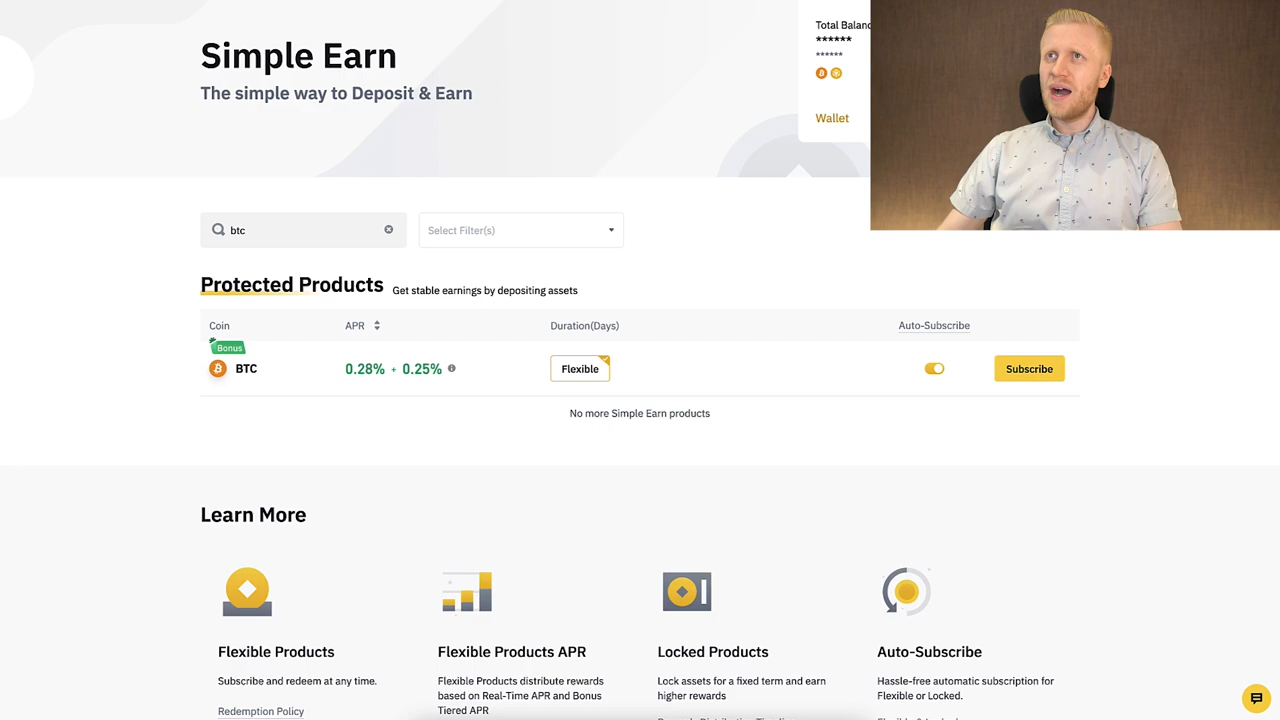 Simple Earn
The simple way to Deposit & Earn
Total Balanc
******
******
Wallet
btc
Select Filter(s)
Protected Products Get stable earnings by depositing assets
Coin APR Duration(Days) Auto-Subscribe
Bonus
BTC 0.28% + 0.25% Flexible Subscribe
No more Simple Earn products
Learn More
Flexible Products
Subscribe and redeem at any time.
Redemption Policy
Flexible Products APR
Flexible Products distribute rewards
based on Real-Time APR and Bonus
Tiered APR
Locked Products
Lock assets for a fixed term and earn
higher rewards
Auto-Subscribe
Hassle-free automatic subscription for
Flexible or Locked.